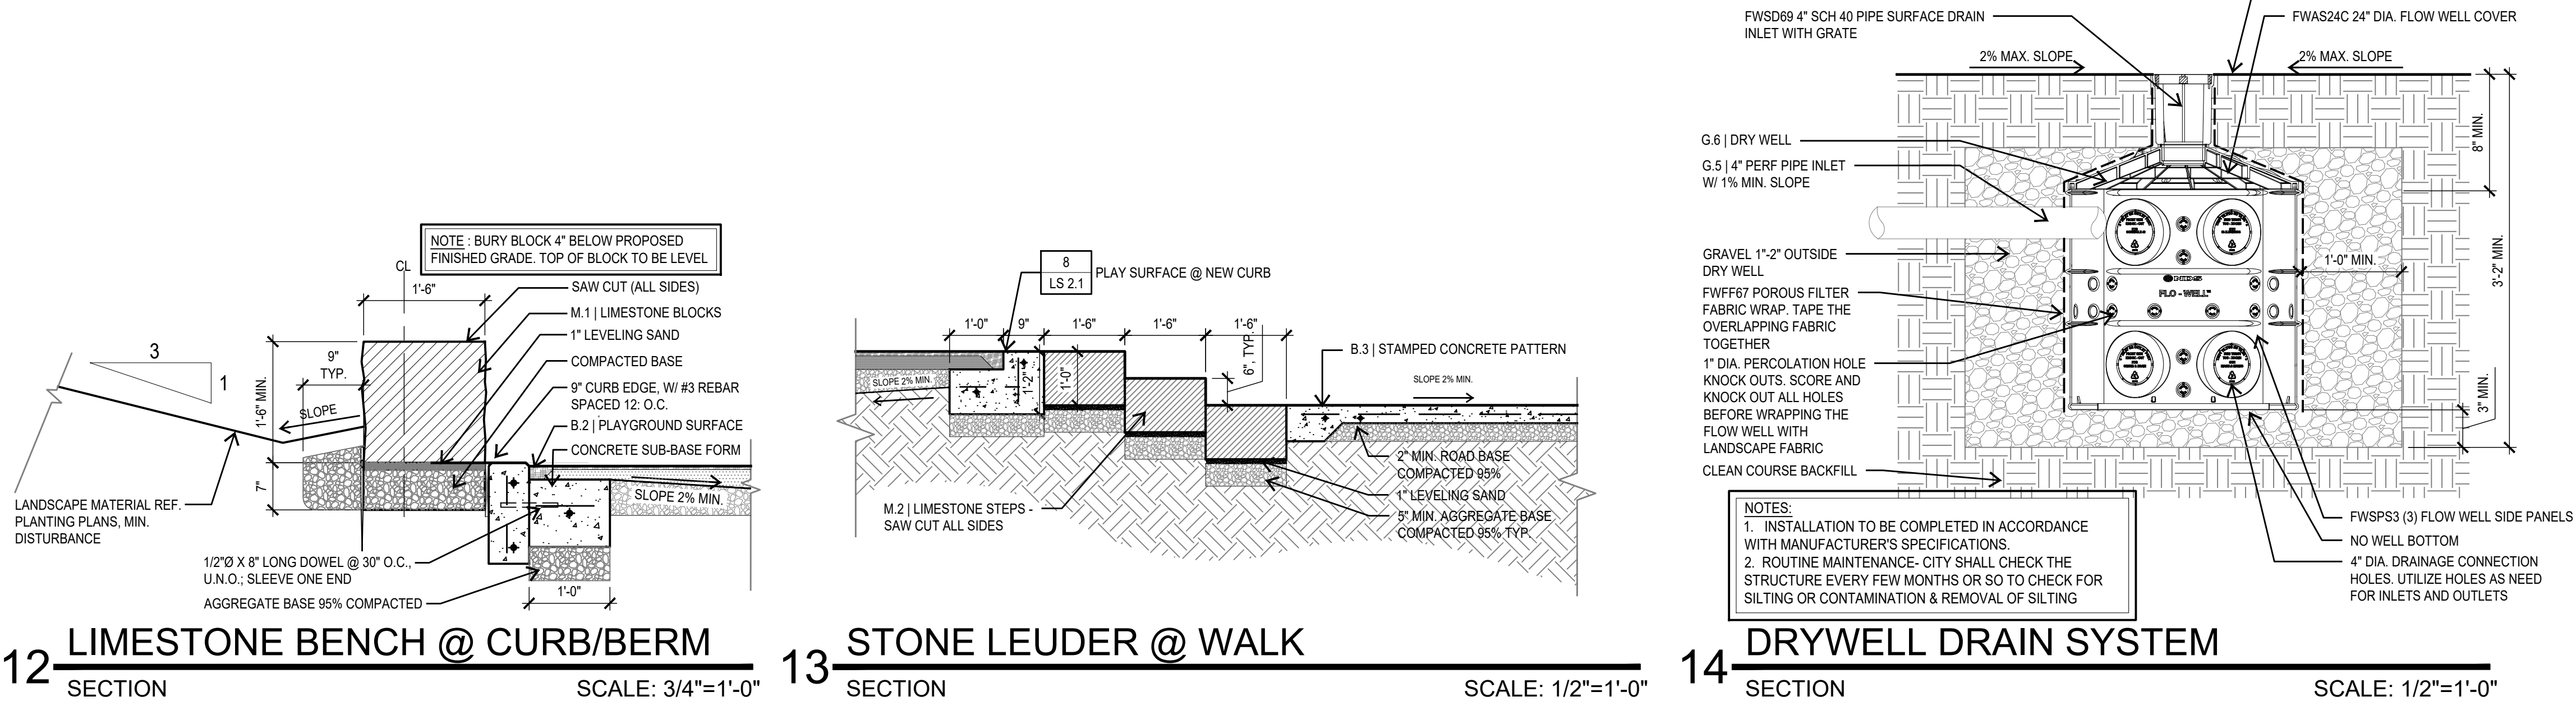 NOTE : BURY BLOCK 4" BELOW PROPOSED
FINISHED GRADE. TOP OF BLOCK TO BE LEVEL
CL
1'-6"
SAW CUT (ALL SIDES)
M.1 | LIMESTONE BLOCKS
1" LEVELING SAND
COMPACTED BASE
9" CURB EDGE, W/ #3 REBAR
SPACED 12: O.C.
B.2 | PLAYGROUND SURFACE
CONCRETE SUB-BASE FORM
3
1
9"
TYP.
1'-6" MIN.
SLOPE
7"
SLOPE 2% MIN.
LANDSCAPE MATERIAL REF.
PLANTING PLANS, MIN.
DISTURBANCE
1/2"Ø X 8" LONG DOWEL @ 30" O.C.,
U.N.O.; SLEEVE ONE END
AGGREGATE BASE 95% COMPACTED
1'-0"
12
LIMESTONE BENCH @ CURB/BERM
SECTION
SCALE: 3/4"=1'-0"
8
LS 2.1
PLAY SURFACE @ NEW CURB
1'-0"
9"
1'-6"
1'-6"
1'-6"
6", TYP.
B.3 | STAMPED CONCRETE PATTERN
SLOPE 2% MIN.
1'-2"
1'-0"
SLOPE 2% MIN.
2" MIN. ROAD BASE
COMPACTED 95%
1" LEVELING SAND
5" MIN. AGGREGATE BASE
COMPACTED 95% TYP.
M.2 | LIMESTONE STEPS -
SAW CUT ALL SIDES
13
STONE LEUDER @ WALK
SECTION
SCALE: 1/2"=1'-0"
FWSD69 4" SCH 40 PIPE SURFACE DRAIN
INLET WITH GRATE
FWAS24C 24" DIA. FLOW WELL COVER
2% MAX. SLOPE
2% MAX. SLOPE
G.6 | DRY WELL
G.5 | 4" PERF PIPE INLET
W/ 1% MIN. SLOPE
GRAVEL 1"-2" OUTSIDE
DRY WELL
FWFF67 POROUS FILTER
FABRIC WRAP. TAPE THE
OVERLAPPING FABRIC
TOGETHER
1" DIA. PERCOLATION HOLE
KNOCK OUTS. SCORE AND
KNOCK OUT ALL HOLES
BEFORE WRAPPING THE
FLOW WELL WITH
LANDSCAPE FABRIC
CLEAN COURSE BACKFILL
NDS
FLO - WELL™
8" MIN.
1'-0" MIN.
3'-2" MIN.
3" MIN.
NOTES:
1. INSTALLATION TO BE COMPLETED IN ACCORDANCE
WITH MANUFACTURER'S SPECIFICATIONS.
2. ROUTINE MAINTENANCE- CITY SHALL CHECK THE
STRUCTURE EVERY FEW MONTHS OR SO TO CHECK FOR
SILTING OR CONTAMINATION & REMOVAL OF SILTING
FWSPS3 (3) FLOW WELL SIDE PANELS
NO WELL BOTTOM
4" DIA. DRAINAGE CONNECTION
HOLES. UTILIZE HOLES AS NEED
FOR INLETS AND OUTLETS
14
DRYWELL DRAIN SYSTEM
SECTION
SCALE: 1/2"=1'-0"